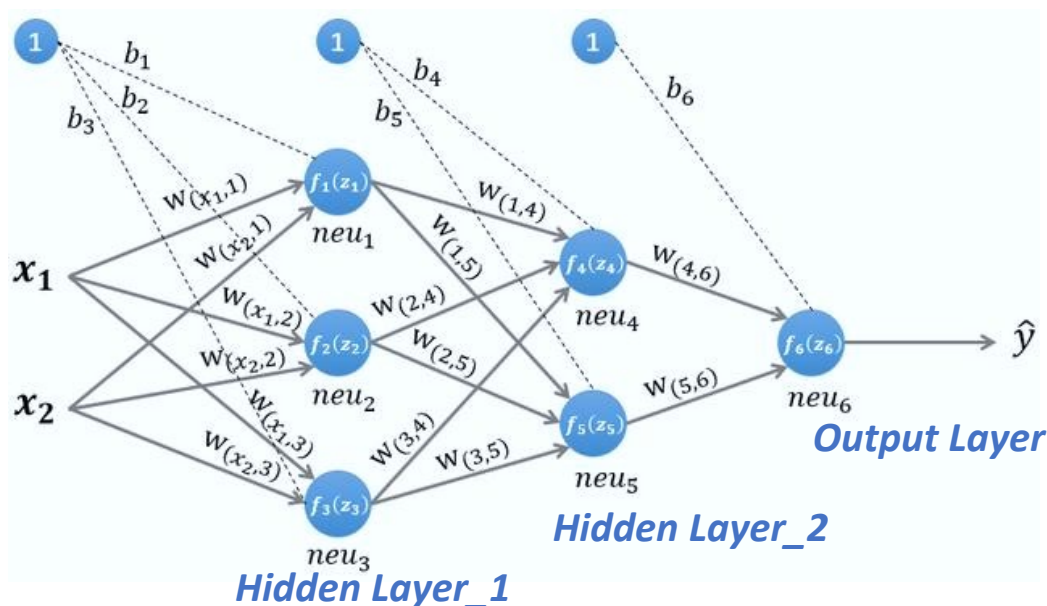 1 1 1
b₁
b₂
b₃
b₄
b₅
b₆
f₁(z₁)
neu₁
w₍ₓ₁,₁₎
w₍ₓ₂,₁₎
w(1,4)
w(1,5)
x₁
f₄(z₄)
neu₄
w(4,6)
w(x₁,2)
w(2,4)
f₂(z₂)
neu₂
w(x₂,2)
w(2,5)
f₆(z₆)
neu₆
ŷ
x₂
w(5,6)
f₅(z₅)
neu₅
w(x₁,3)
w(x₂,3)
w(3,4)
w(3,5)
f₃(z₃)
neu₃
Output Layer
Hidden Layer_2
Hidden Layer_1